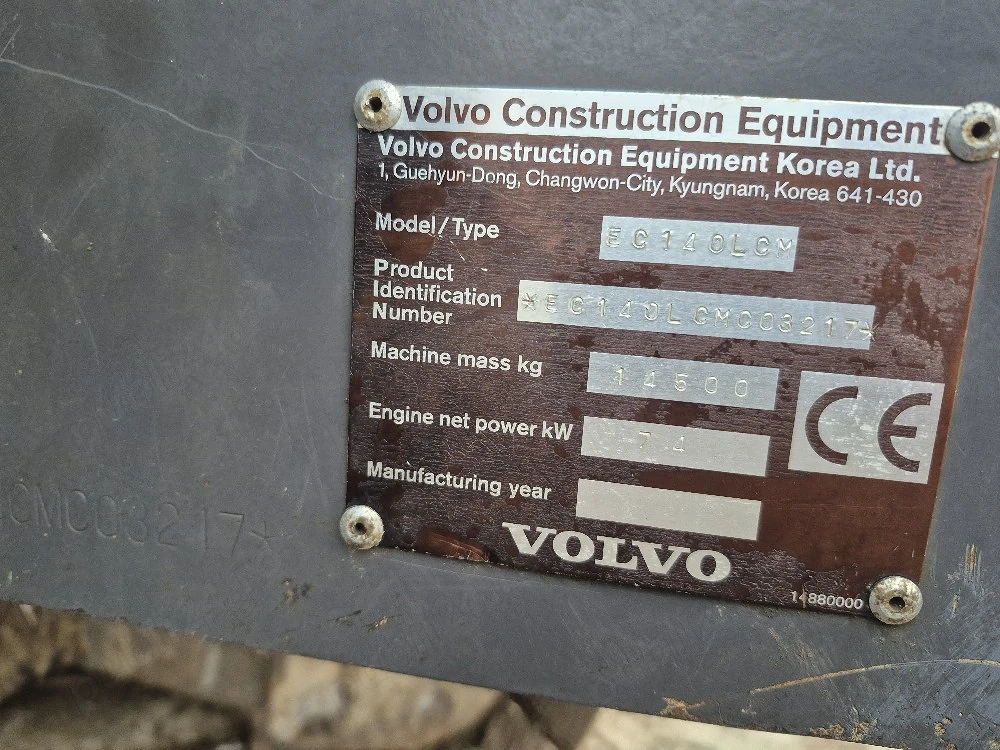 Volvo Construction Equipment
Volvo Construction Equipment Korea Ltd.
1, Guehyun-Dong, Changwon-City, Kyungnam, Korea 641-430
Model/Type EC140LCM
Product Identification Number *EC140LCMC03217*
Machine mass kg 14500
Engine net power kW 74
CE
Manufacturing year
VOLVO
14880000
CMC03217*